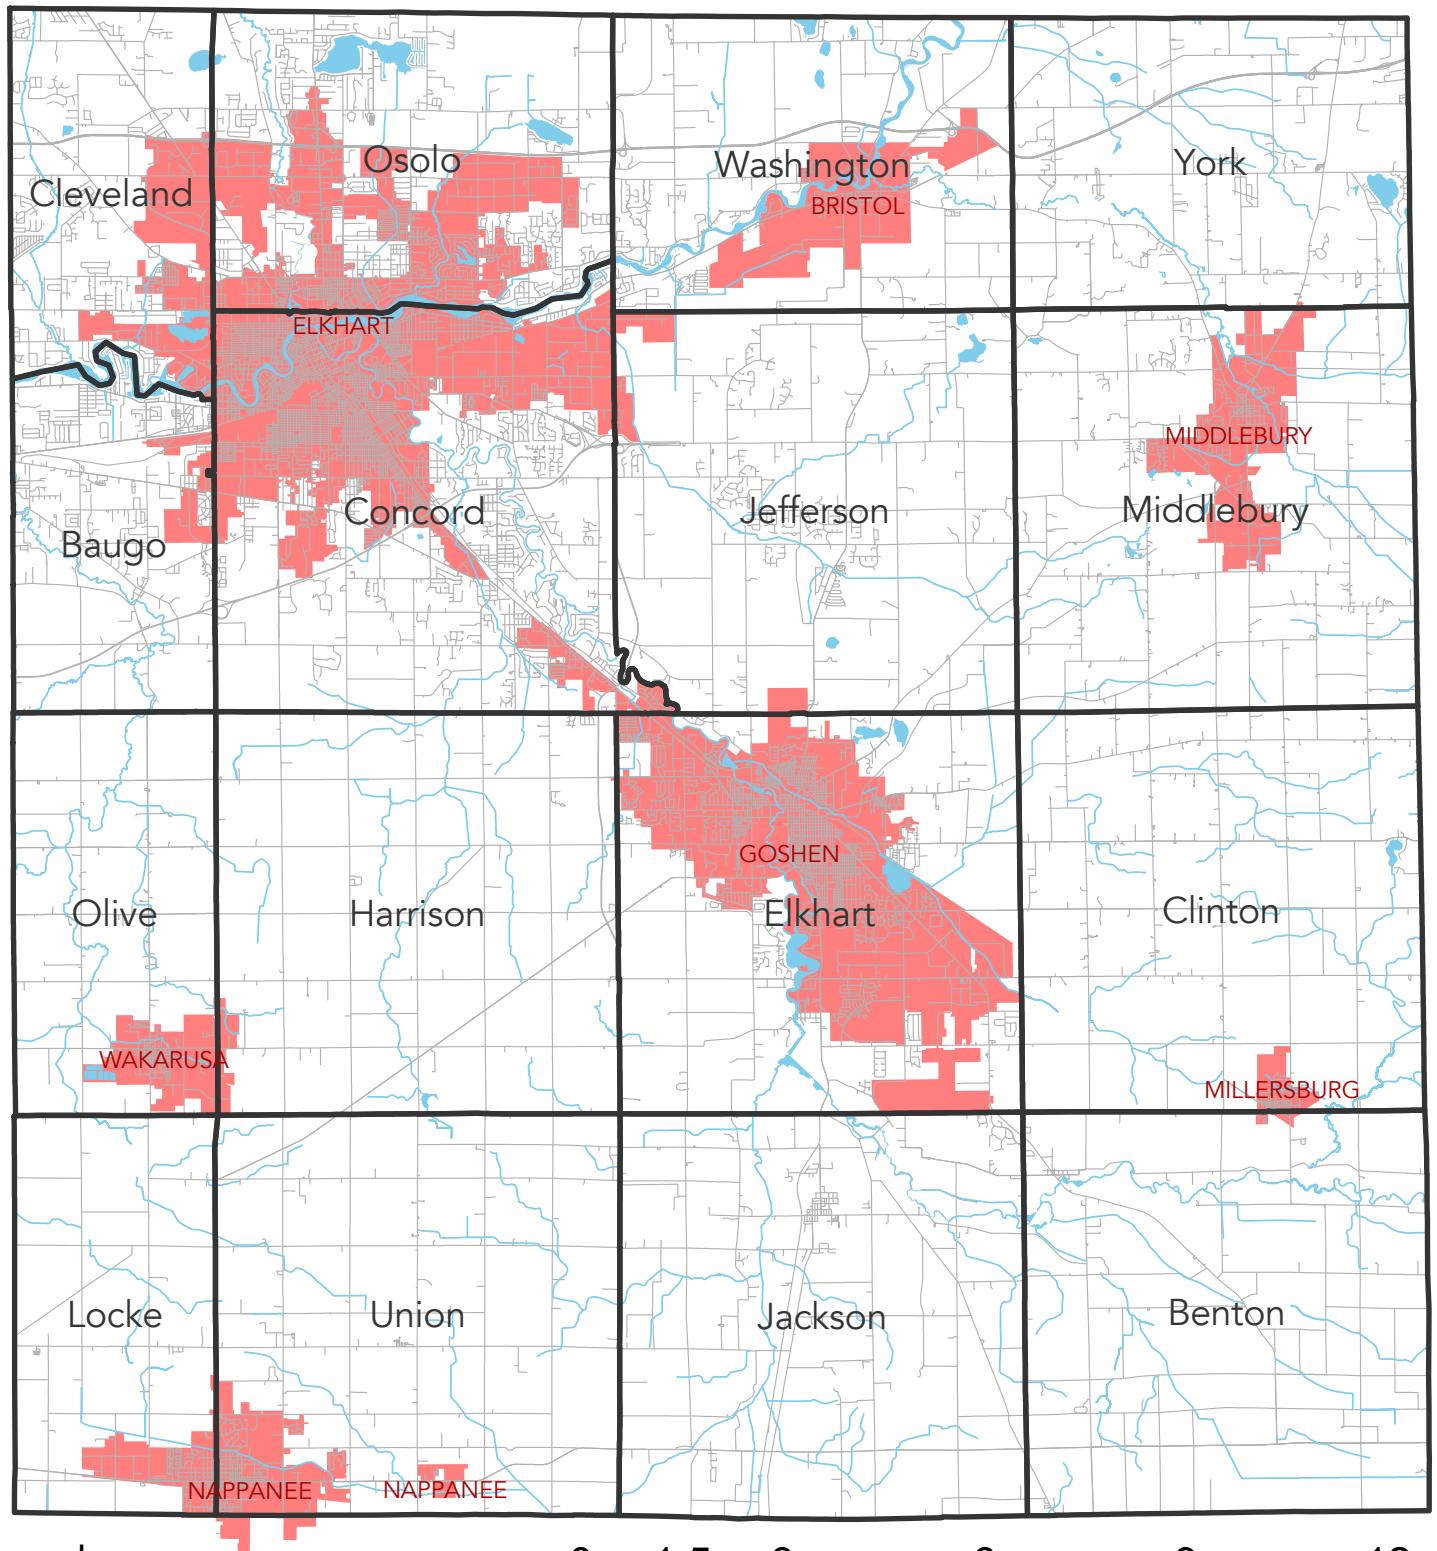 Osolo
Washington
York
Cleveland
BRISTOL
ELKHART
MIDDLEBURY
Concord
Jefferson
Middlebury
Baugo
GOSHEN
Olive
Harrison
Elkhart
Clinton
WAKARUSA
MILLERSBURG
Locke
Union
Jackson
Benton
NAPPANEE
NAPPANEE